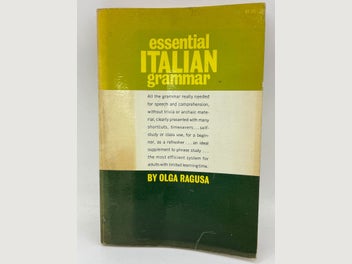 essential
ITALIAN
grammar
All the grammar really needed
for speech and comprehension,
without trivia or archaic mate-
rial, clearly presented with many
shortcuts, timesavers...self-
study or class use, for a begin-
ner, as a refresher...an ideal
supplement to phrase study...
the most efficient system for
adults with limited learning time.
BY OLGA RAGUSA